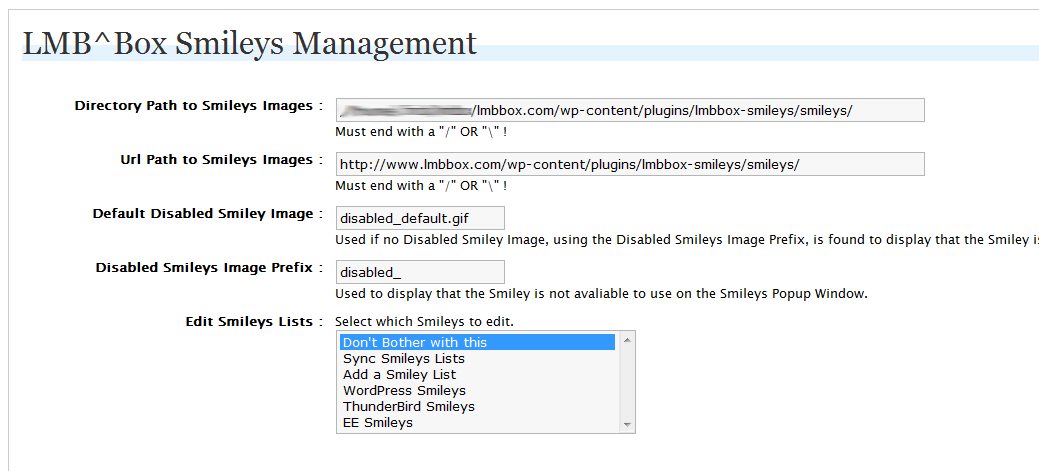 LMB^Box Smileys Management
Directory Path to Smileys Images : /lmbbox.com/wp-content/plugins/lmbbox-smileys/smileys/
Must end with a "/" OR "\" !
Url Path to Smileys Images : http://www.lmbbox.com/wp-content/plugins/lmbbox-smileys/smileys/
Must end with a "/" OR "\" !
Default Disabled Smiley Image : disabled_default.gif
Used if no Disabled Smiley Image, using the Disabled Smileys Image Prefix, is found to display that the Smiley is
Disabled Smileys Image Prefix : disabled_
Used to display that the Smiley is not avaliable to use on the Smileys Popup Window.
Edit Smileys Lists : Select which Smileys to edit.
Don't Bother with this
Sync Smileys Lists
Add a Smiley List
WordPress Smileys
ThunderBird Smileys
EE Smileys